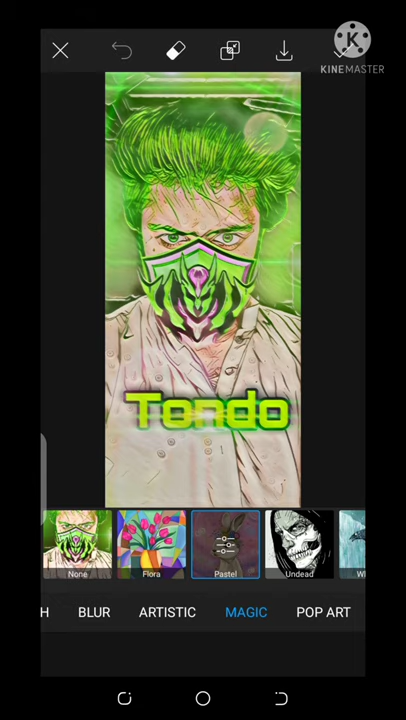 K
KINEMASTER
Tondo
None
Flora
Pastel
Undead
H
BLUR
ARTISTIC
MAGIC
POP ART